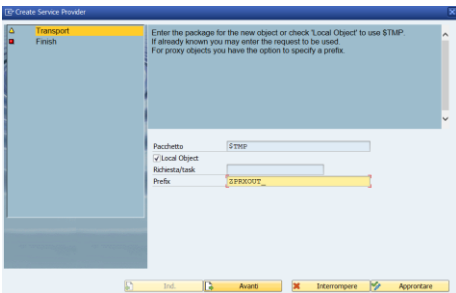 Create Service Provider
Transport
Finish
Enter the package for the new object or check 'Local Object' to use $TMP.
If already known you may enter the request to be used.
For proxy objects you have the option to specify a prefix.
Pacchetto $TMP
Local Object
Richiesta/task
Prefix ZPRXOUT_
Ind. Avanti Interrompere Approntare